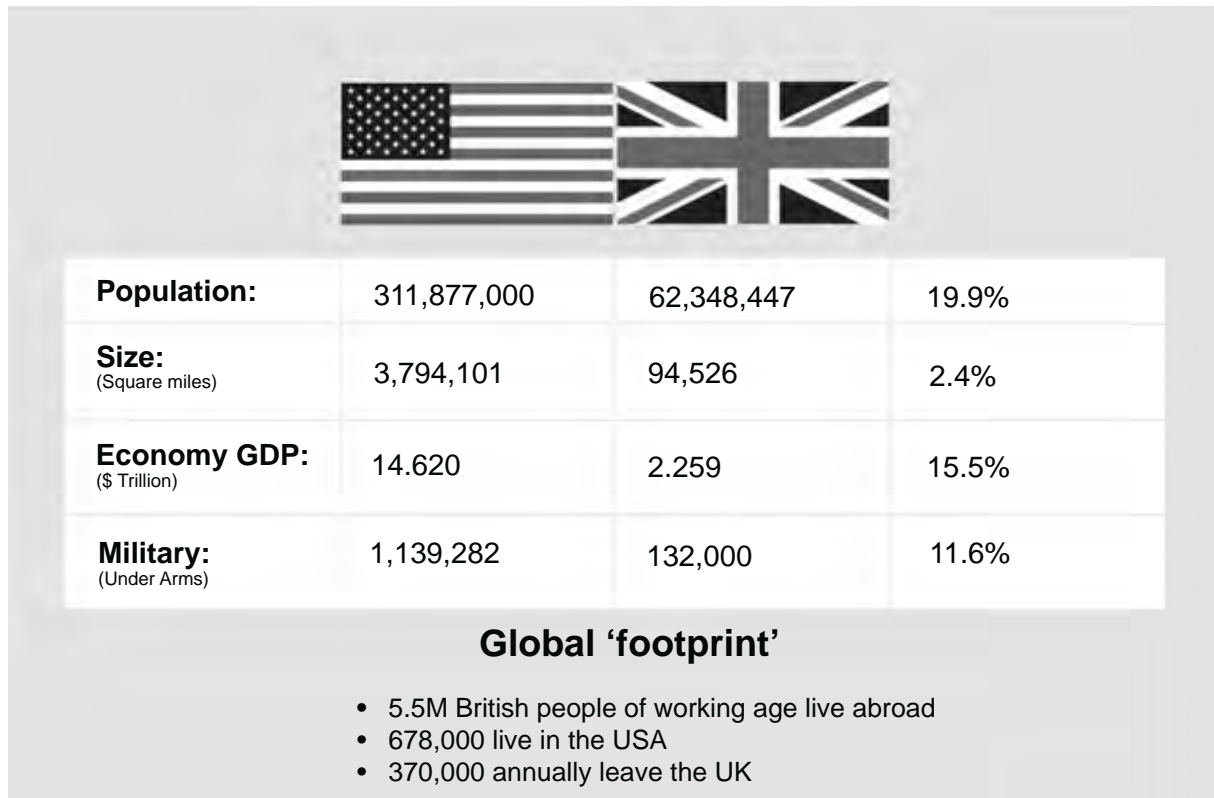 Population: 311,877,000 62,348,447 19.9%
Size: 3,794,101 94,526 2.4%
(Square miles)
Economy GDP: 14.620 2.259 15.5%
($ Trillion)
Military: 1,139,282 132,000 11.6%
(Under Arms)
Global ‘footprint’
• 5.5M British people of working age live abroad
• 678,000 live in the USA
• 370,000 annually leave the UK